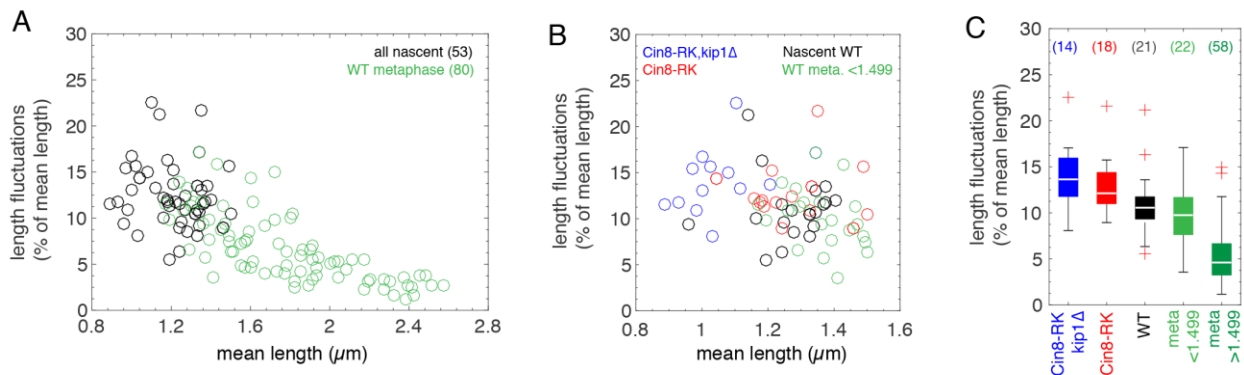 A
30
25
20
15
10
5
0
length fluctuations
(% of mean length)
all nascent (53)
WT metaphase (80)
0.8
1.2
1.6
2
2.4
2.8
mean length (µm)
B
30
25
20
15
10
5
0
length fluctuations
(% of mean length)
Cin8-RK,kip1Δ
Cin8-RK
Nascent WT
WT meta. <1.499
0.8
1
1.2
1.4
1.6
mean length (µm)
C
30
25
20
15
10
5
0
length fluctuations
(% of mean length)
(14)
(18)
(21)
(22)
(58)
Cin8-RK
kip1Δ
Cin8-RK
WT
meta
<1.499
meta
>1.499